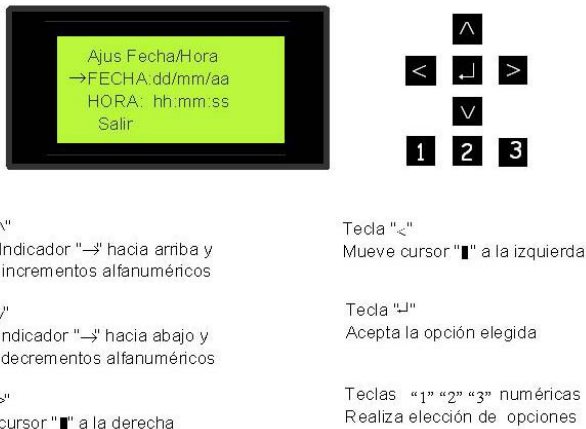 Ajus Fecha/Hora
→FECHA:dd/mm/aa
HORA: hh:mm:ss
Salir
^
< ↵ >
v
1 2 3
"
Indicador "→" hacia arriba y
incrementos alfanuméricos
"
Indicador "→" hacia abajo y
decrementos alfanuméricos
"
cursor "▮" a la derecha
Tecla "<"
Mueve cursor "▮" a la izquierda
Tecla "↵"
Acepta la opción elegida
Teclas “1” “2” “3” numéricas
Realiza elección de opciones